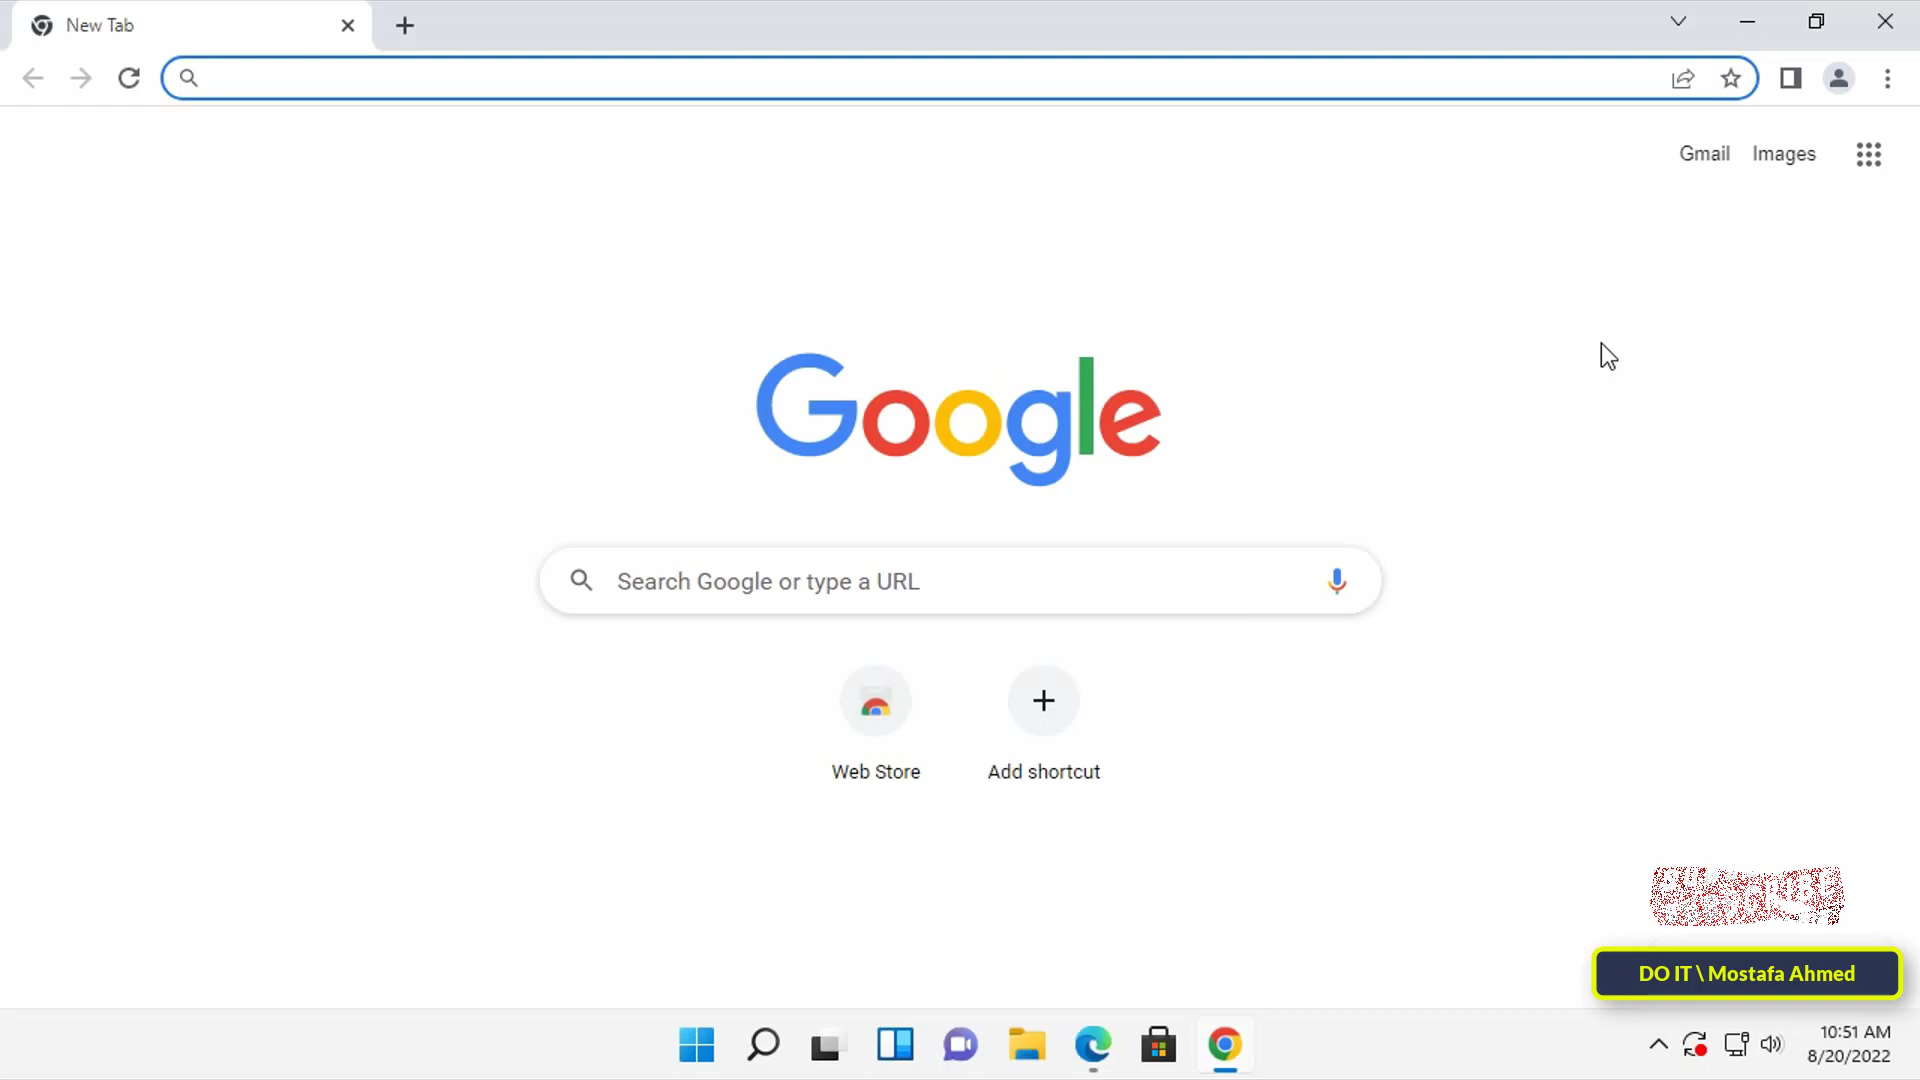 New Tab
Gmail Images
Google
Search Google or type a URL
Web Store Add shortcut
DO IT \ Mostafa Ahmed
10:51 AM
8/20/2022